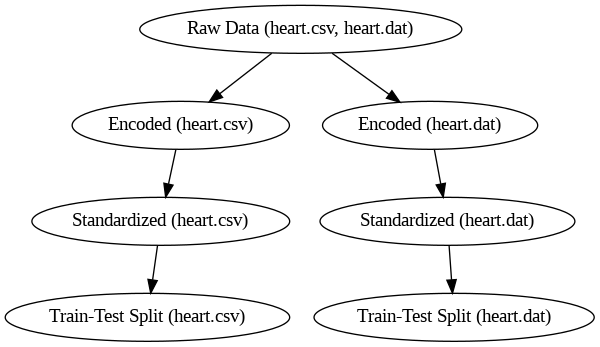 Raw Data (heart.csv, heart.dat)
Encoded (heart.csv)
Encoded (heart.dat)
Standardized (heart.csv)
Standardized (heart.dat)
Train-Test Split (heart.csv)
Train-Test Split (heart.dat)